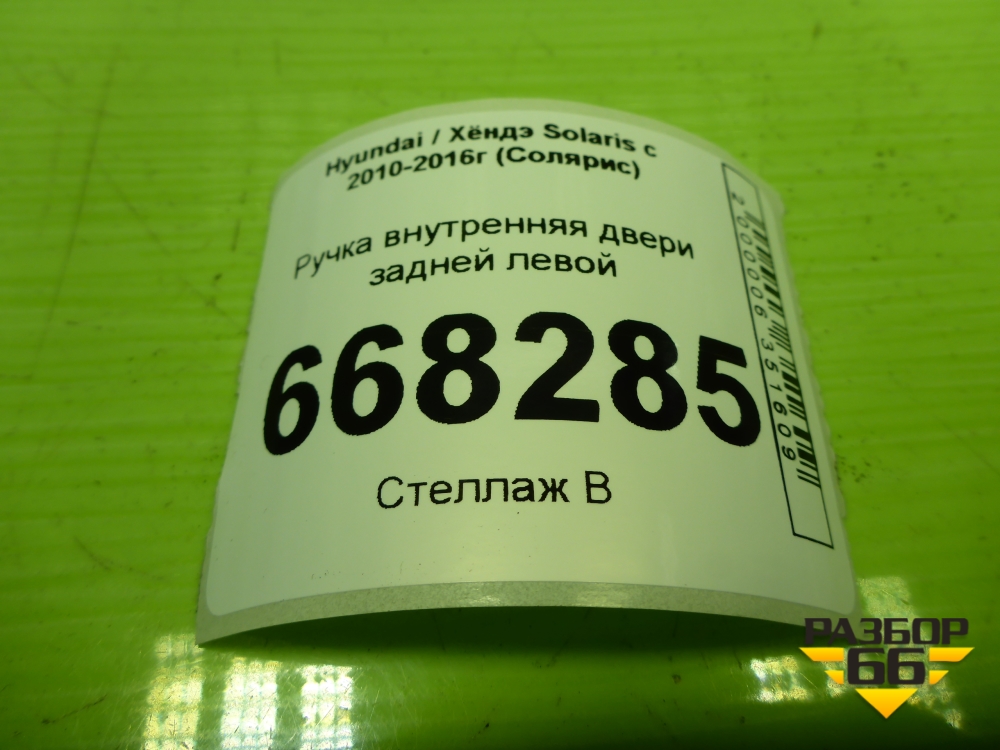 Hyundai / Хёндэ Solaris с
2010-2016г (Солярис)
Ручка внутренняя двери
задней левой
668285
Стеллаж В
2000006351609
РАЗБОР
66